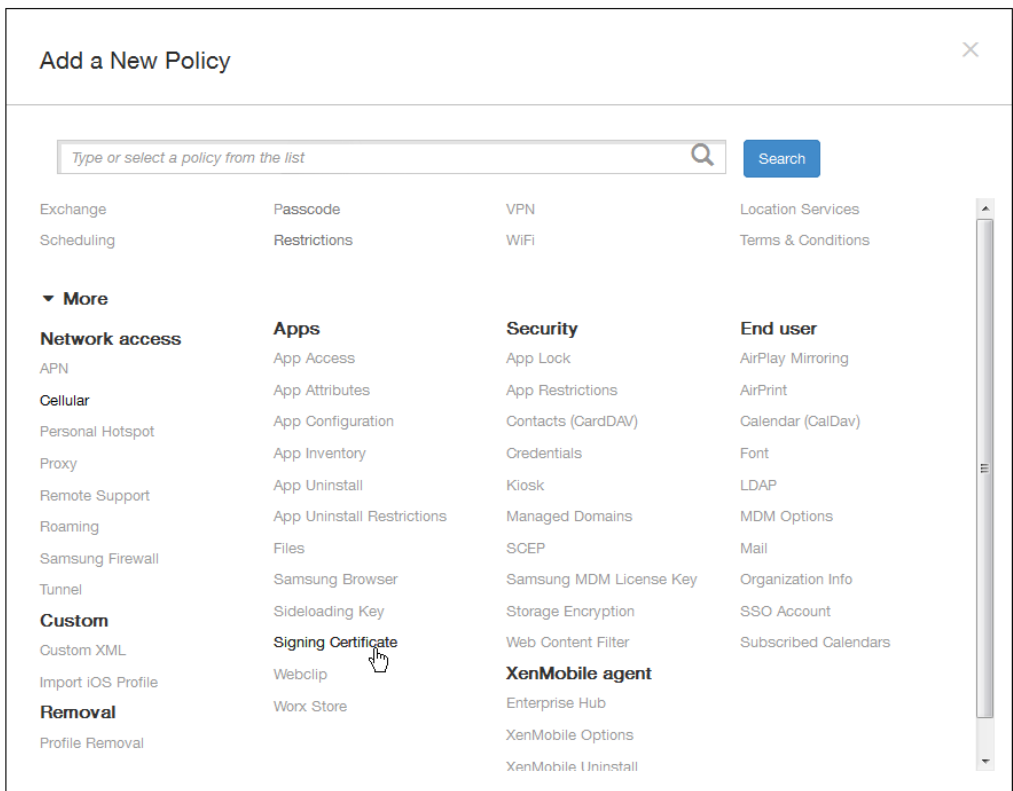 Add a New Policy
Type or select a policy from the list
Search
Exchange
Scheduling
Passcode
Restrictions
VPN
WiFi
Location Services
Terms & Conditions
More
Network access
APN
Cellular
Personal Hotspot
Proxy
Remote Support
Roaming
Samsung Firewall
Tunnel
Custom
Custom XML
Import iOS Profile
Removal
Profile Removal
Apps
App Access
App Attributes
App Configuration
App Inventory
App Uninstall
App Uninstall Restrictions
Files
Samsung Browser
Sideloading Key
Signing Certificate
Webclip
Worx Store
Security
App Lock
App Restrictions
Contacts (CardDAV)
Credentials
Kiosk
Managed Domains
SCEP
Samsung MDM License Key
Storage Encryption
Web Content Filter
XenMobile agent
Enterprise Hub
XenMobile Options
XenMobile Uninstall
End user
AirPlay Mirroring
AirPrint
Calendar (CalDav)
Font
LDAP
MDM Options
Mail
Organization Info
SSO Account
Subscribed Calendars